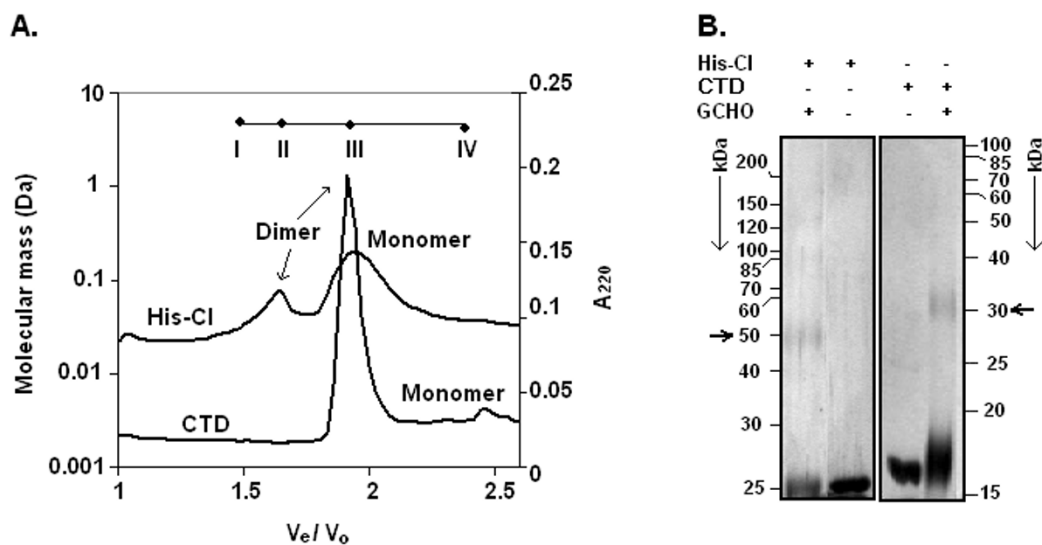 A.
10
1
0.1
0.01
0.001
Molecular mass (Da)
I II III IV
Dimer
Monomer
His-CI
CTD
Monomer
0.25
0.2
0.15
0.1
0.05
0
A220
1 1.5 2 2.5
Ve / Vo
B.
His-CI + + - -
CTD - - + +
GCHO + - - +
kDa
200
150
120
100
85
70
60
50
40
30
25
100
85
70
60
50
40
30
25
20
15
kDa